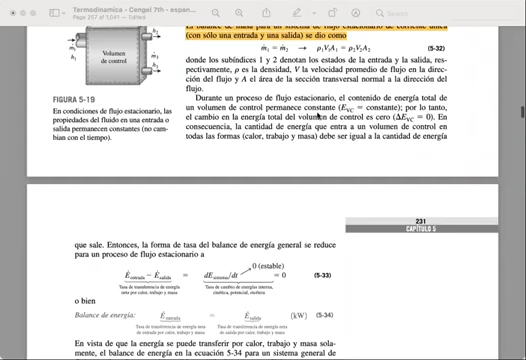 Termodinamica - Cengel 7th - espan...
Page 257 of 1,041 — Edited
Search
El balance de masa para un sistema de flujo estacionario de corriente única
(con sólo una entrada y una salida) se dio como
ṁ₁ = ṁ₂ → ρ₁V₁A₁ = ρ₂V₂A₂ (5-32)
donde los subíndices 1 y 2 denotan los estados de la entrada y la salida, res-
pectivamente, ρ es la densidad, V la velocidad promedio de flujo en la direc-
ción del flujo y A el área de la sección transversal normal a la dirección del
flujo.
Durante un proceso de flujo estacionario, el contenido de energía total de
un volumen de control permanece constante (E_VC = constante); por lo tanto,
el cambio en la energía total del volumen de control es cero (ΔE_VC = 0). En
consecuencia, la cantidad de energía que entra a un volumen de control en
todas las formas (calor, trabajo y masa) debe ser igual a la cantidad de energía
ṁ₁
h₁
Volumen
de control
h₂
ṁ₃
h₃
FIGURA 5-19
En condiciones de flujo estacionario, las
propiedades del fluido en una entrada o
salida permanecen constantes (no cam-
bian con el tiempo).
231
CAPÍTULO 5
que sale. Entonces, la forma de tasa del balance de energía general se reduce
para un proceso de flujo estacionario a
0 (estable)
Ė_entrada − Ė_salida = dE_sistema/dt = 0 (5-33)
Tasa de transferencia de energía
neta por calor, trabajo y masa
Tasa de cambio de energías interna,
cinética, potencial, etcétera
o bien
Balance de energía: Ė_entrada = Ė_salida (kW) (5-34)
Tasa de transferencia de energía neta
de entrada por calor, trabajo y masa
Tasa de transferencia de energía neta
de salida por calor, trabajo y masa
En vista de que la energía se puede transferir por calor, trabajo y masa sola-
mente, el balance de energía en la ecuación 5-34 para un sistema general de